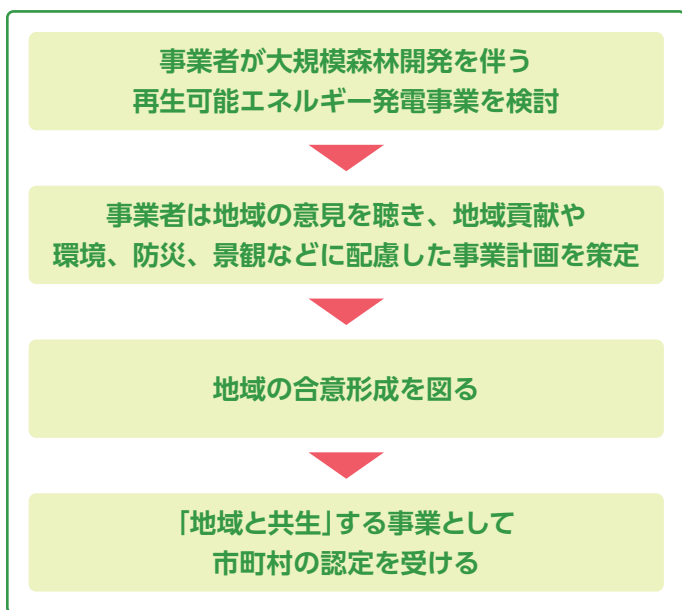 事業者が大規模森林開発を伴う
再生可能エネルギー発電事業を検討
事業者は地域の意見を聴き、地域貢献や
環境、防災、景観などに配慮した事業計画を策定
地域の合意形成を図る
「地域と共生」する事業として
市町村の認定を受ける